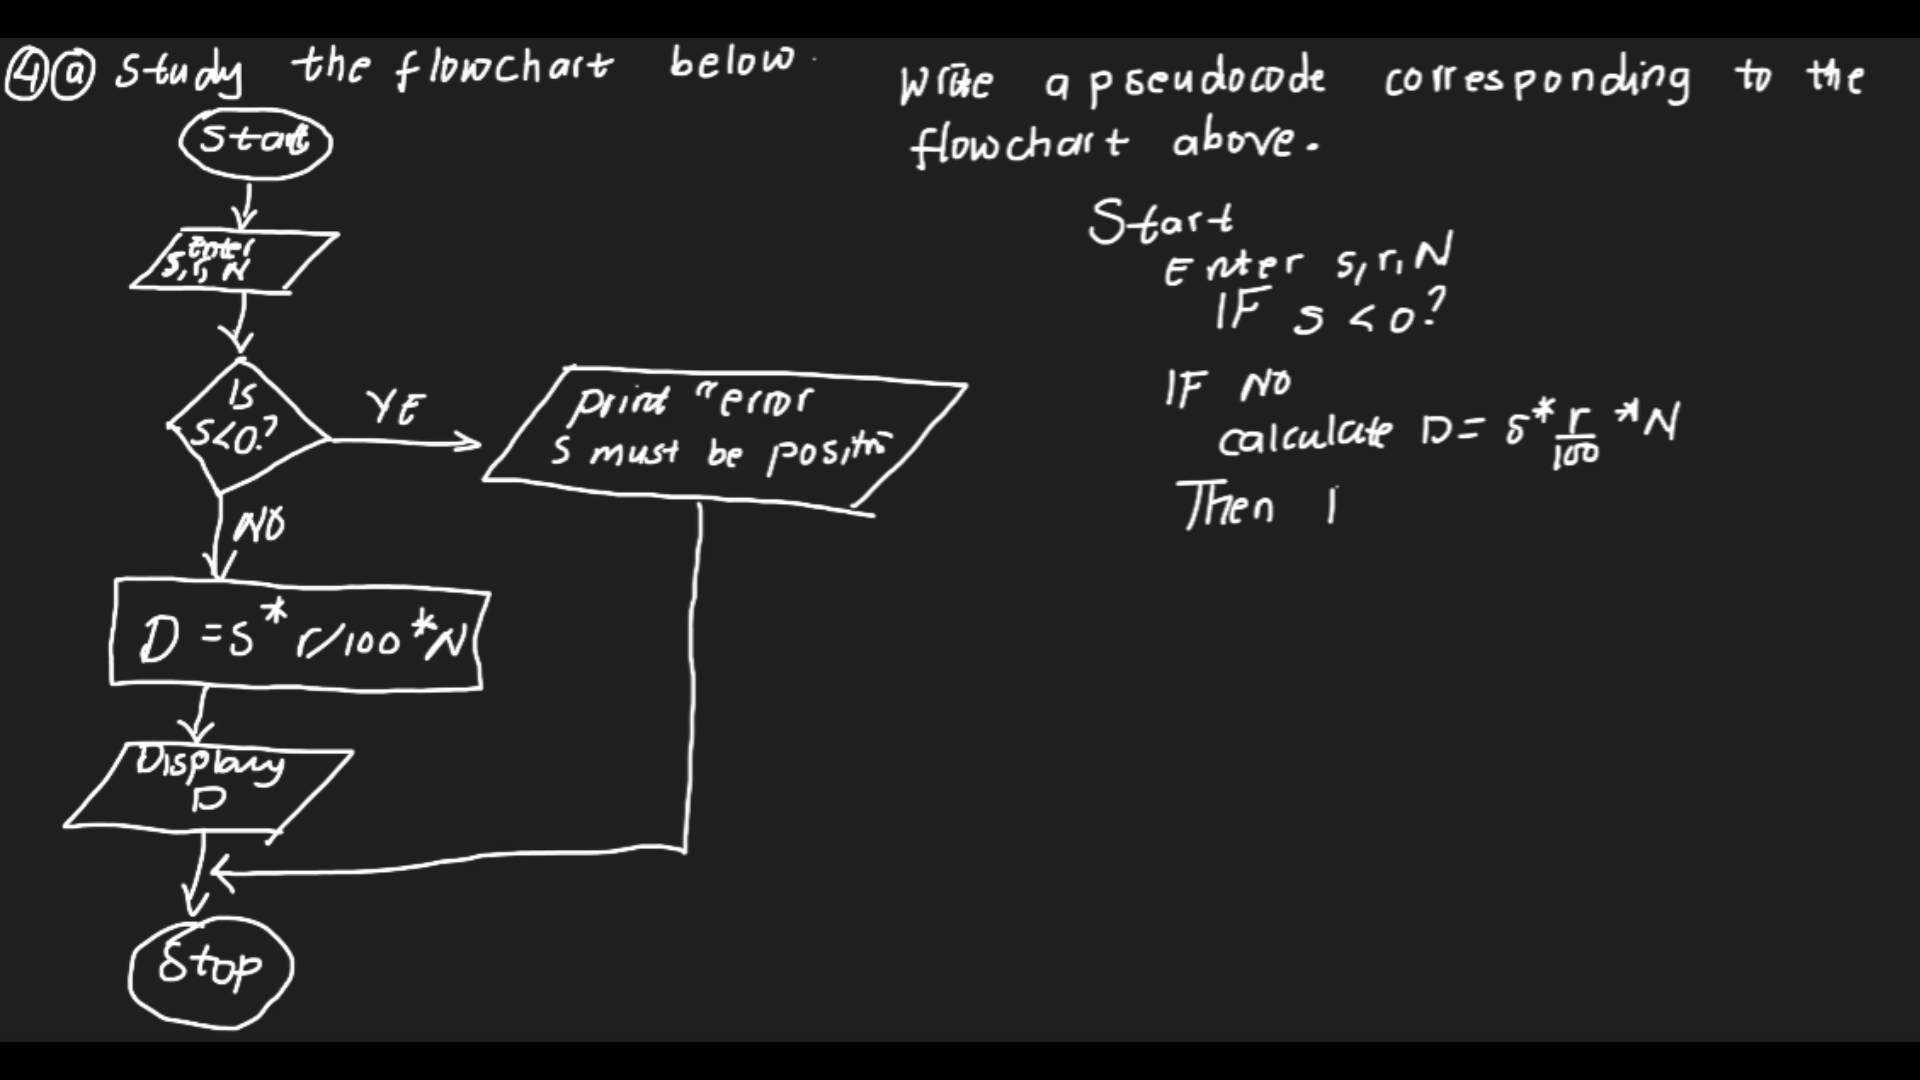 4 a Study the flowchart below.
Start
Enter
S, r, N
Is
S<0?
YE
print "error
S must be positiv
NO
D = S * r/100 * N
Display
D
Stop
Write a pseudocode corresponding to the
flowchart above.
Start
Enter s, r, N
IF S < 0?
IF NO
calculate D = S * r/100 * N
Then